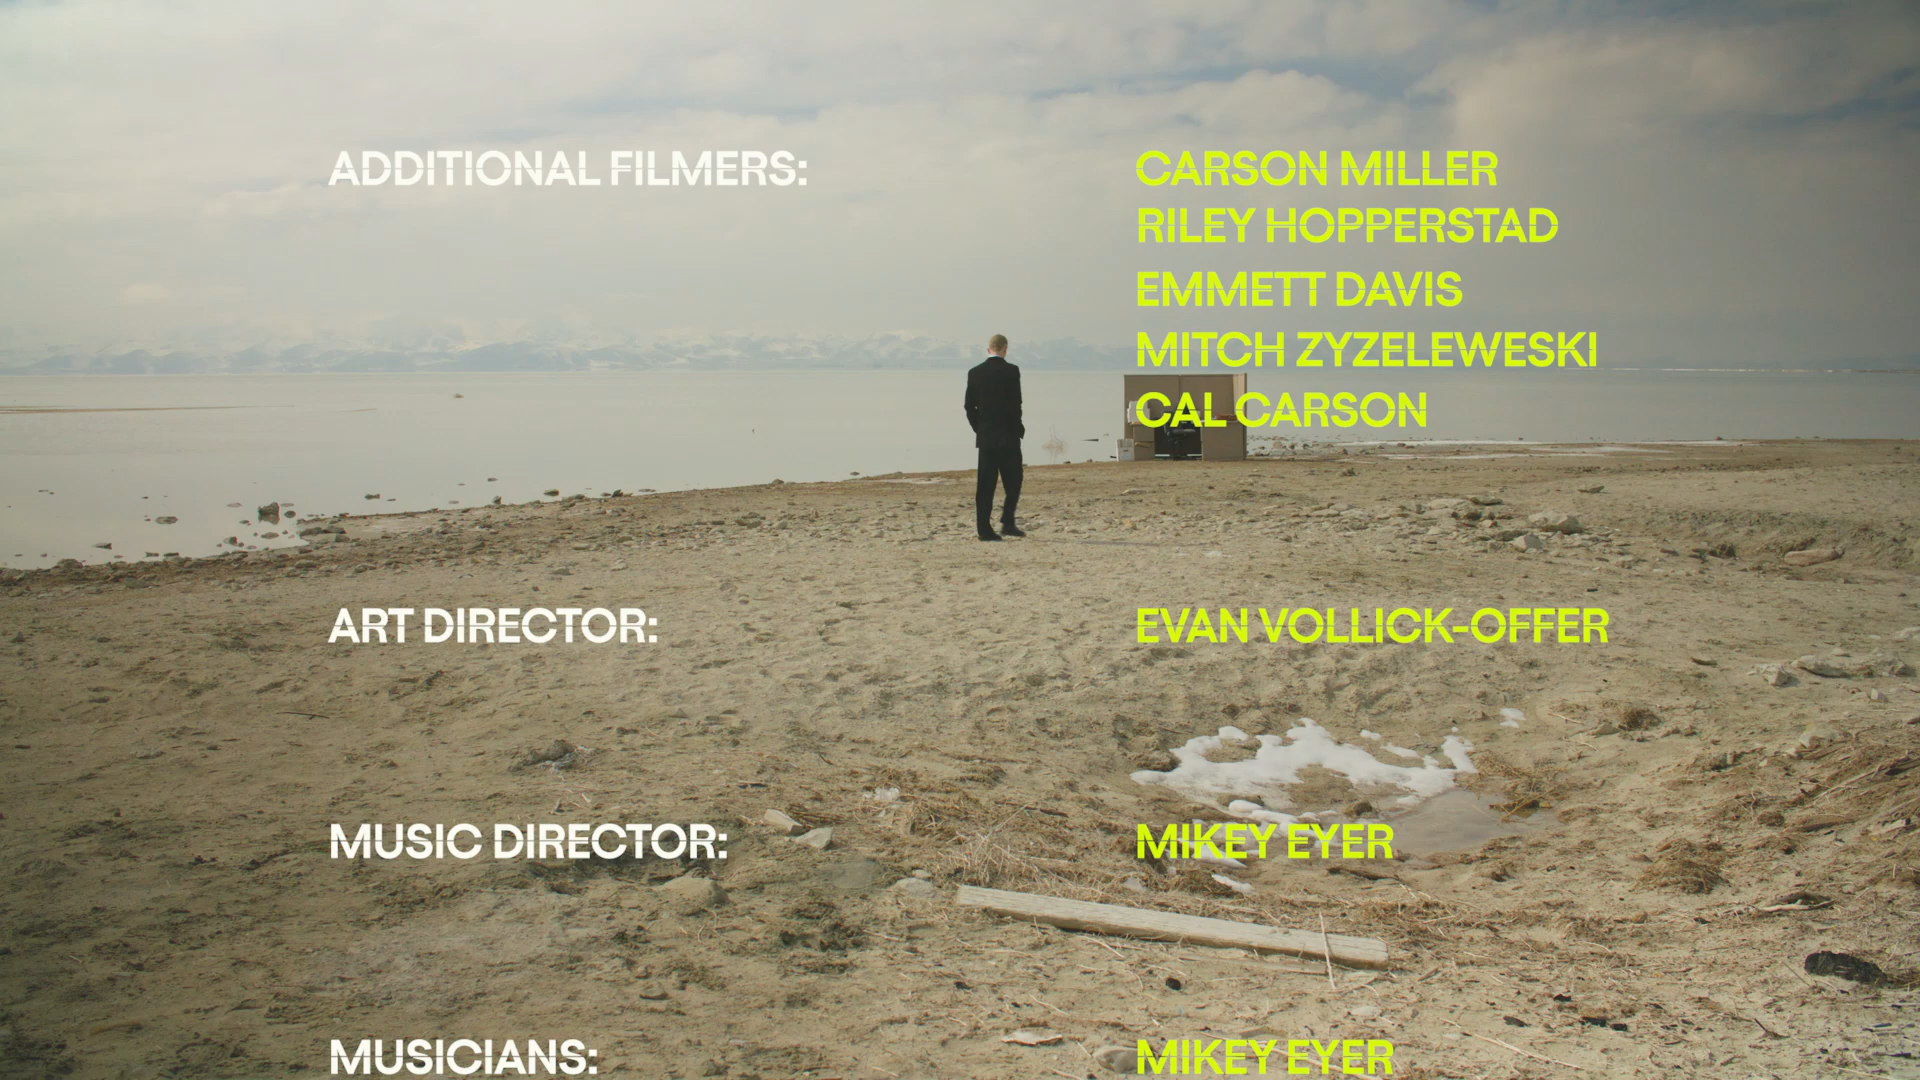 ADDITIONAL FILMERS: CARSON MILLER
RILEY HOPPERSTAD
EMMETT DAVIS
MITCH ZYZELEWESKI
CAL CARSON
ART DIRECTOR: EVAN VOLLICK-OFFER
MUSIC DIRECTOR: MIKEY EYER
MUSICIANS: MIKEY EYER